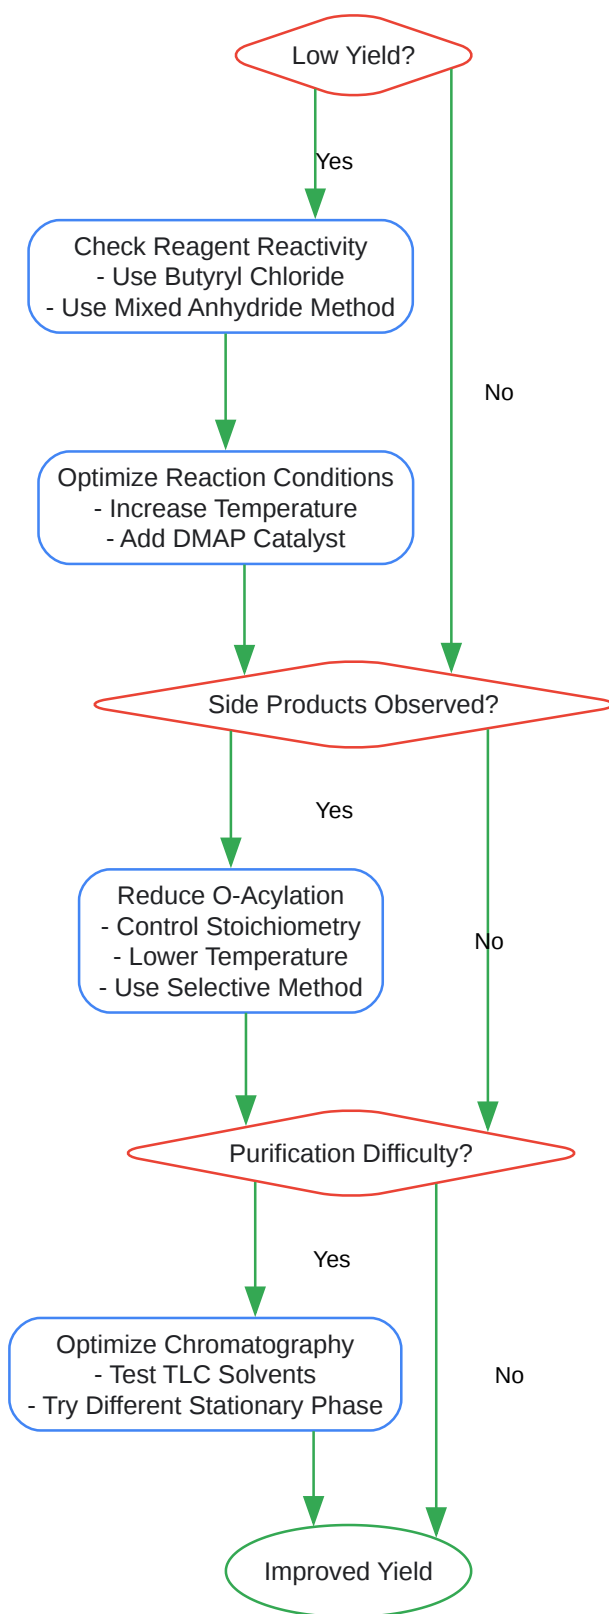 Low Yield?
Yes
Check Reagent Reactivity
- Use Butyryl Chloride
- Use Mixed Anhydride Method
No
Optimize Reaction Conditions
- Increase Temperature
- Add DMAP Catalyst
Side Products Observed?
Yes
Reduce O-Acylation
- Control Stoichiometry
- Lower Temperature
- Use Selective Method
No
Purification Difficulty?
Yes
Optimize Chromatography
- Test TLC Solvents
- Try Different Stationary Phase
No
Improved Yield